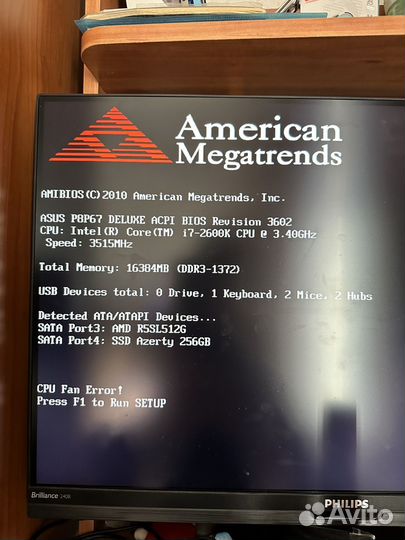 American
Megatrends
AMIBIOS(C)2010 American Megatrends, Inc.
ASUS P8P67 DELUXE ACPI BIOS Revision 3602
CPU: Intel(R) Core(TM) i7-2600K CPU @ 3.40GHz
Speed: 3515MHz
Total Memory: 16384MB (DDR3-1372)
USB Devices total: 0 Drive, 1 Keyboard, 2 Mice, 2 Hubs
Detected ATA/ATAPI Devices...
SATA Port3: AMD R5SL512G
SATA Port4: SSD Azerty 256GB
CPU Fan Error!
Press F1 to Run SETUP
Brilliance
PHILIPS
Avito